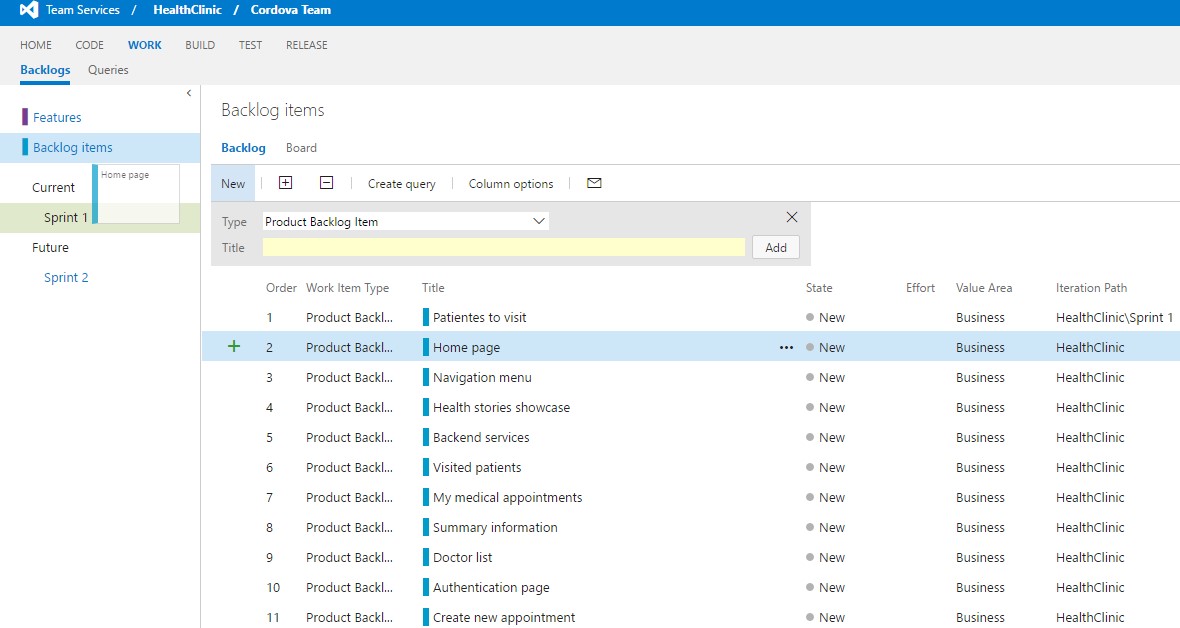 Team Services / HealthClinic / Cordova Team
HOME CODE WORK BUILD TEST RELEASE
Backlogs Queries
Features
Backlog items
Current
Home page
Sprint 1
Future
Sprint 2
Backlog items
Backlog Board
New Create query Column options
Type Product Backlog Item
Title Add
Order Work Item Type Title State Effort Value Area Iteration Path
1 Product Backl... Patientes to visit New Business HealthClinic\Sprint 1
2 Product Backl... Home page ... New Business HealthClinic
3 Product Backl... Navigation menu New Business HealthClinic
4 Product Backl... Health stories showcase New Business HealthClinic
5 Product Backl... Backend services New Business HealthClinic
6 Product Backl... Visited patients New Business HealthClinic
7 Product Backl... My medical appointments New Business HealthClinic
8 Product Backl... Summary information New Business HealthClinic
9 Product Backl... Doctor list New Business HealthClinic
10 Product Backl... Authentication page New Business HealthClinic
11 Product Backl... Create new appointment New Business HealthClinic